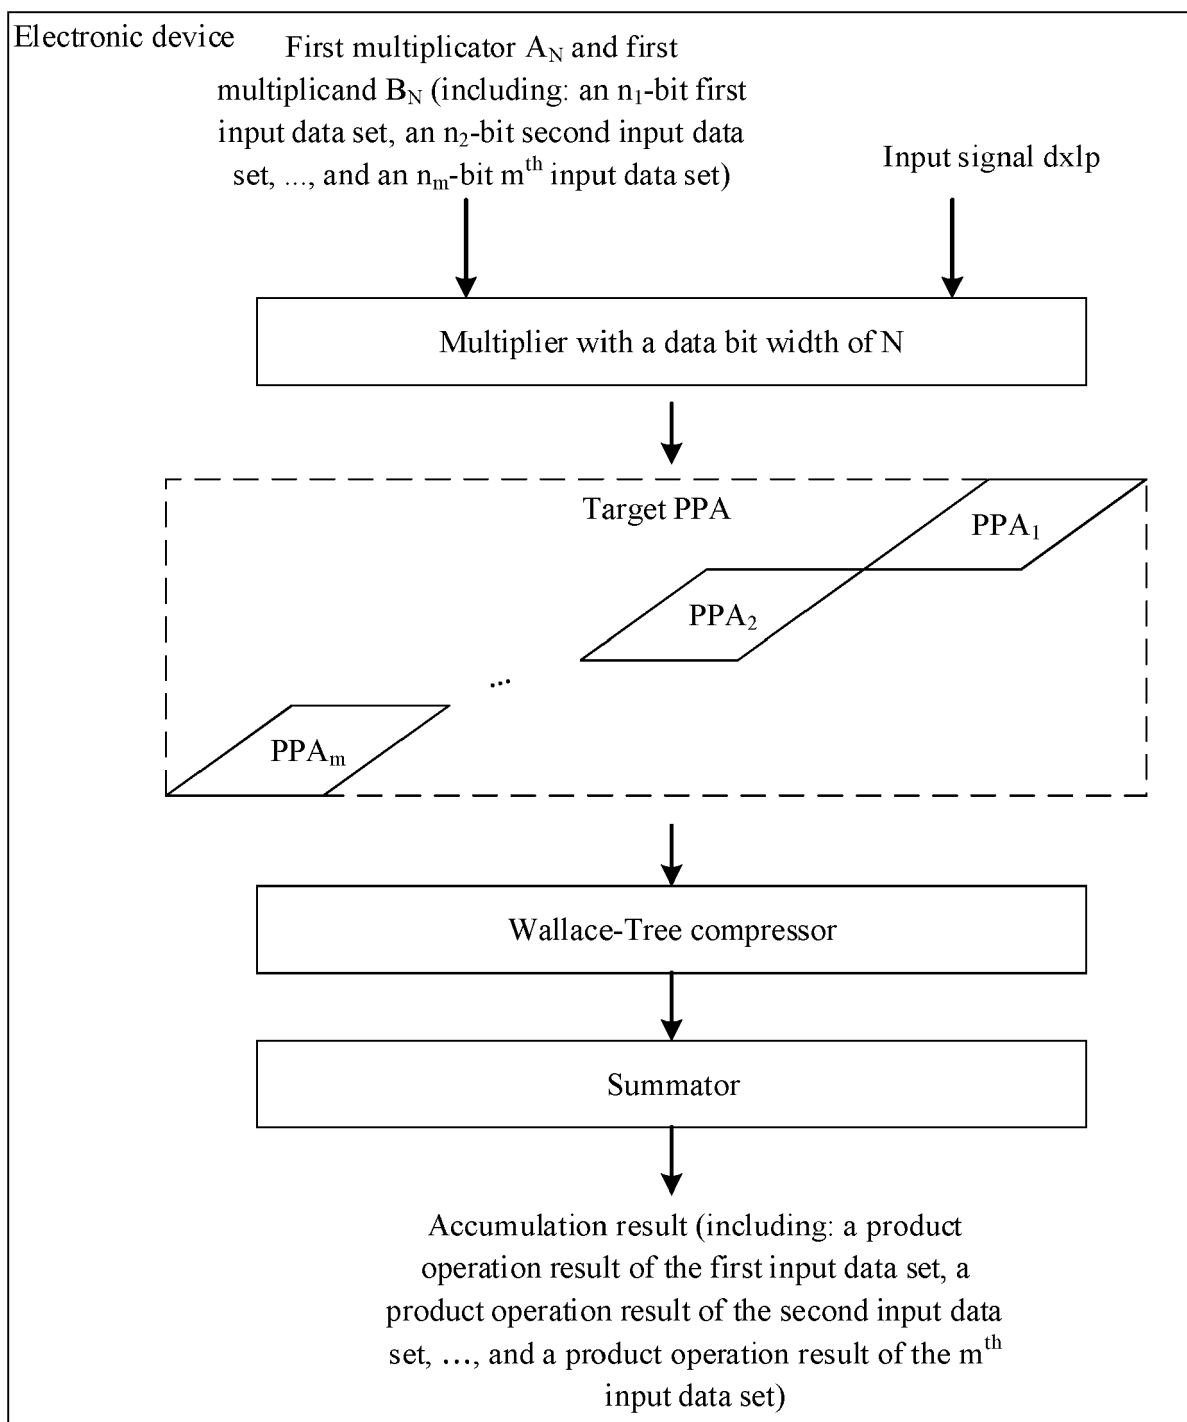 Electronic device
First multiplicator A_N and first
multiplicand B_N (including: an n_1-bit first
input data set, an n_2-bit second input data
set, ..., and an n_m-bit m^th input data set)
Input signal dxlp
Multiplier with a data bit width of N
Target PPA
PPA_1
PPA_2
...
PPA_m
Wallace-Tree compressor
Summator
Accumulation result (including: a product
operation result of the first input data set, a
product operation result of the second input data
set, …, and a product operation result of the m^th
input data set)